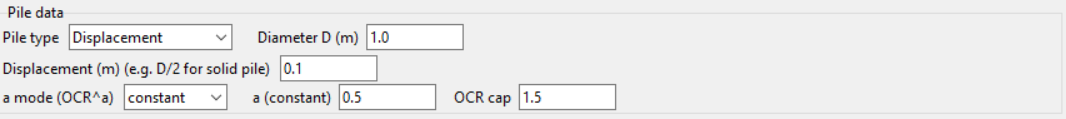 Pile data
Pile type Displacement Diameter D (m) 1.0
Displacement (m) (e.g. D/2 for solid pile) 0.1
a mode (OCR^a) constant a (constant) 0.5 OCR cap 1.5